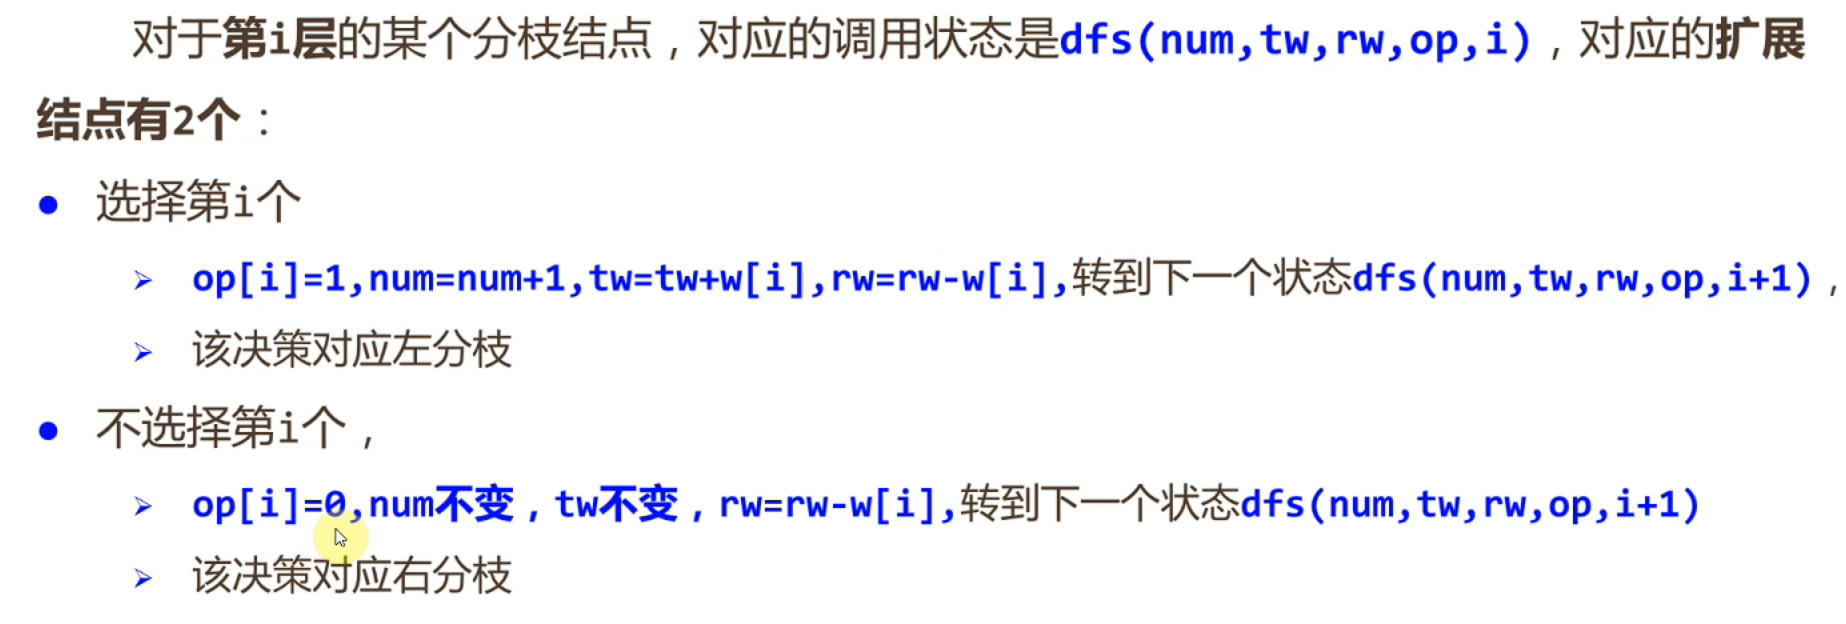 对于第i层的某个分枝结点，对应的调用状态是dfs(num,tw,rw,op,i)，对应的扩展
结点有2个：
● 选择第i个
➢ op[i]=1,num=num+1,tw=tw+w[i],rw=rw-w[i],转到下一个状态dfs(num,tw,rw,op,i+1)，
➢ 该决策对应左分枝
● 不选择第i个，
➢ op[i]=0,num不变，tw不变，rw=rw-w[i],转到下一个状态dfs(num,tw,rw,op,i+1)
➢ 该决策对应右分枝